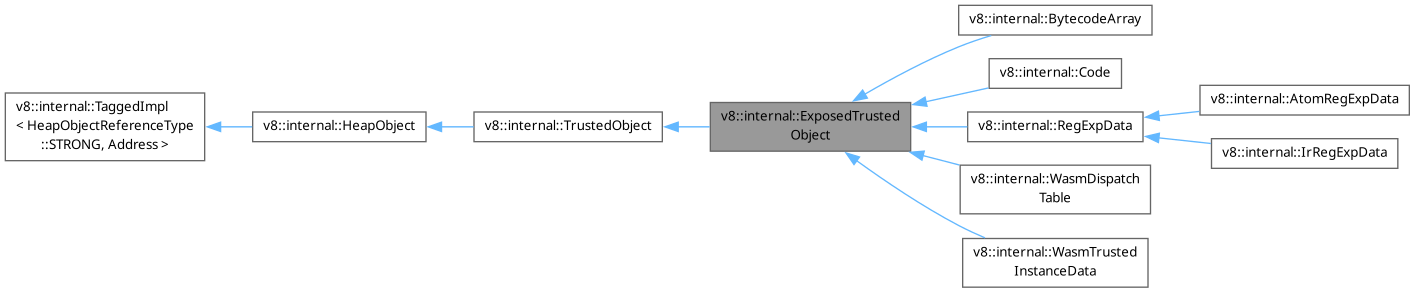 v8::internal::TaggedImpl
< HeapObjectReferenceType
::STRONG, Address >
v8::internal::HeapObject
v8::internal::TrustedObject
v8::internal::ExposedTrusted
Object
v8::internal::BytecodeArray
v8::internal::Code
v8::internal::RegExpData
v8::internal::WasmDispatch
Table
v8::internal::WasmTrusted
InstanceData
v8::internal::AtomRegExpData
v8::internal::IrRegExpData